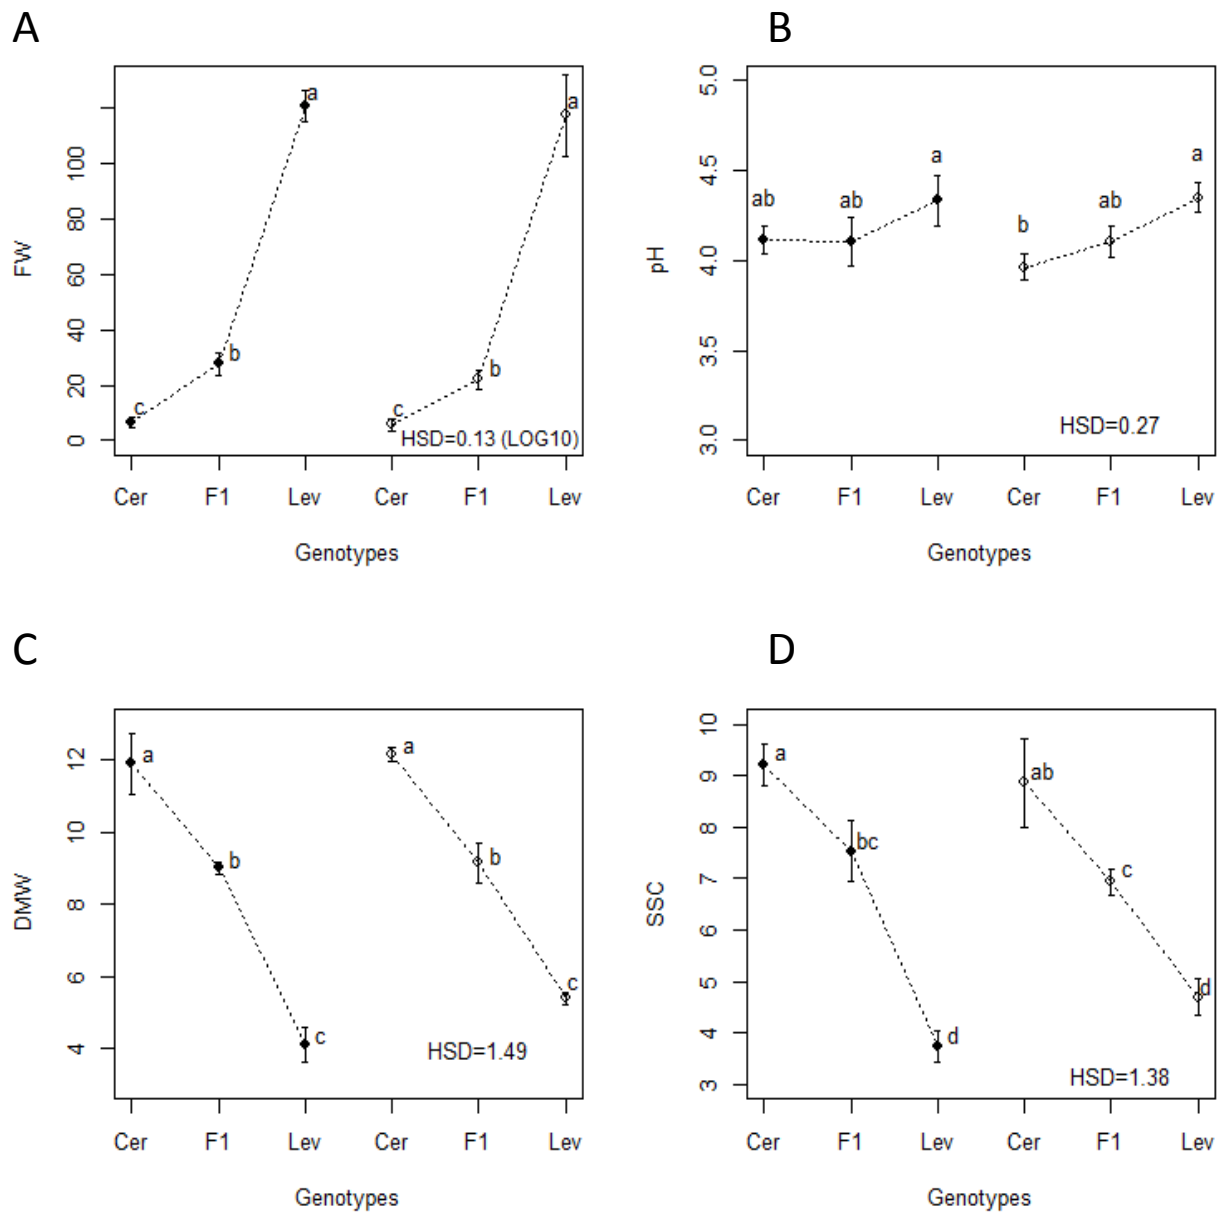 A
FW
0 20 40 60 80 100
c b a c b a
HSD=0.13 (LOG10)
Cer F1 Lev Cer F1 Lev
Genotypes
B
pH
3.0 3.5 4.0 4.5 5.0
ab ab a b ab a
HSD=0.27
Cer F1 Lev Cer F1 Lev
Genotypes
C
DMW
4 6 8 10 12
a b c a b c
HSD=1.49
Cer F1 Lev Cer F1 Lev
Genotypes
D
SSC
3 4 5 6 7 8 9 10
a bc d ab c d
HSD=1.38
Cer F1 Lev Cer F1 Lev
Genotypes